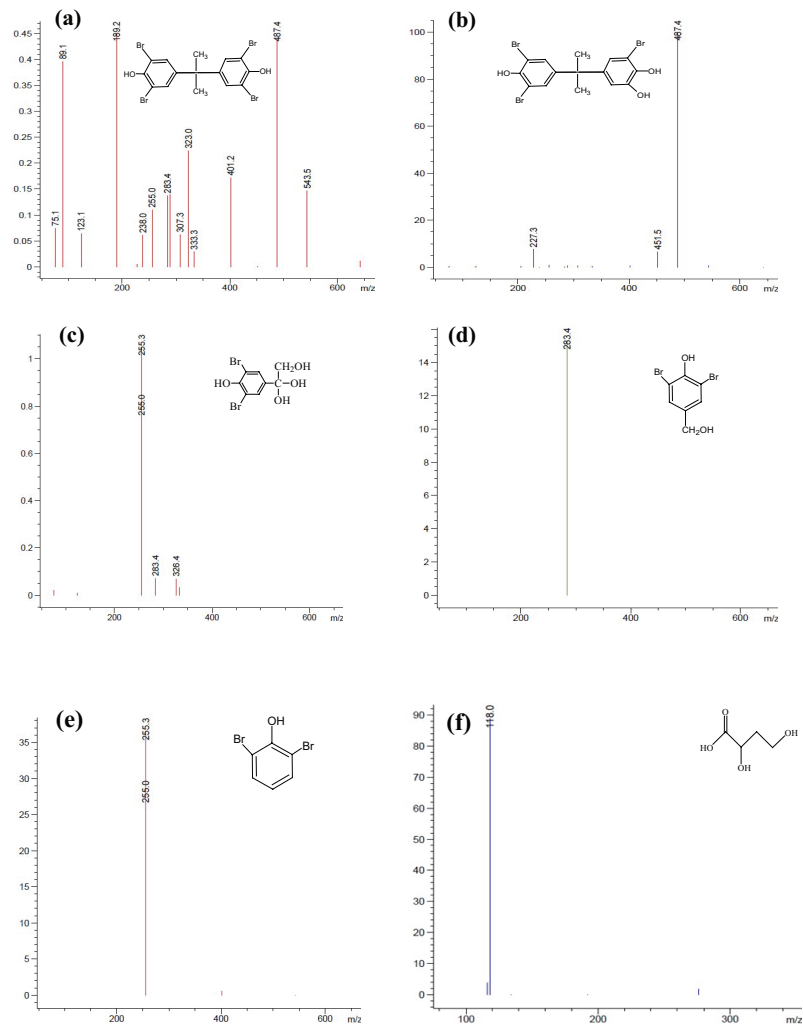 (a)
0.45
0.4
0.35
0.3
0.25
0.2
0.15
0.1
0.05
0
75.1
89.1
123.1
189.2
238.0
255.0
283.4
307.3
323.0
333.3
401.2
487.4
543.5
Br
CH3
Br
HO
OH
Br
CH3
Br
200
400
600
m/z
(b)
100
80
60
40
20
0
227.3
451.5
487.4
Br
CH3
Br
HO
OH
Br
CH3
OH
200
400
600
m/z
(c)
1
0.8
0.6
0.4
0.2
0
255.3
255.0
283.4
326.4
Br
CH2OH
HO
C
OH
Br
OH
200
400
600
m/z
(d)
14
12
10
8
6
4
2
0
283.4
OH
Br
Br
CH2OH
200
400
600
m/z
(e)
35
30
25
20
15
10
5
0
255.3
255.0
OH
Br
Br
200
400
600
m/z
(f)
90
80
70
60
50
40
30
20
10
0
118.0
O
OH
HO
OH
100
200
300
m/z